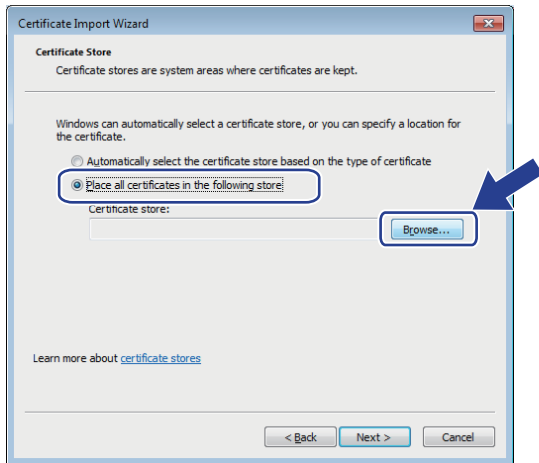 Certificate Import Wizard
Certificate Store
Certificate stores are system areas where certificates are kept.
Windows can automatically select a certificate store, or you can specify a location for
the certificate.
Automatically select the certificate store based on the type of certificate
Place all certificates in the following store
Certificate store:
Browse...
Learn more about certificate stores
< Back
Next >
Cancel